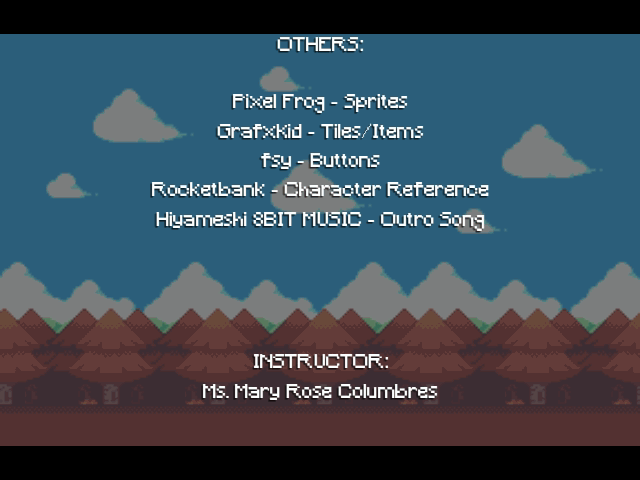 OTHERS:
Pixel Frog - Sprites
GrafxKid - Tiles/Items
fsy - Buttons
Rocketbank - Character Reference
Hiyameshi 8BIT MUSIC - Outro Song
INSTRUCTOR:
Ms. Mary Rose Columbres